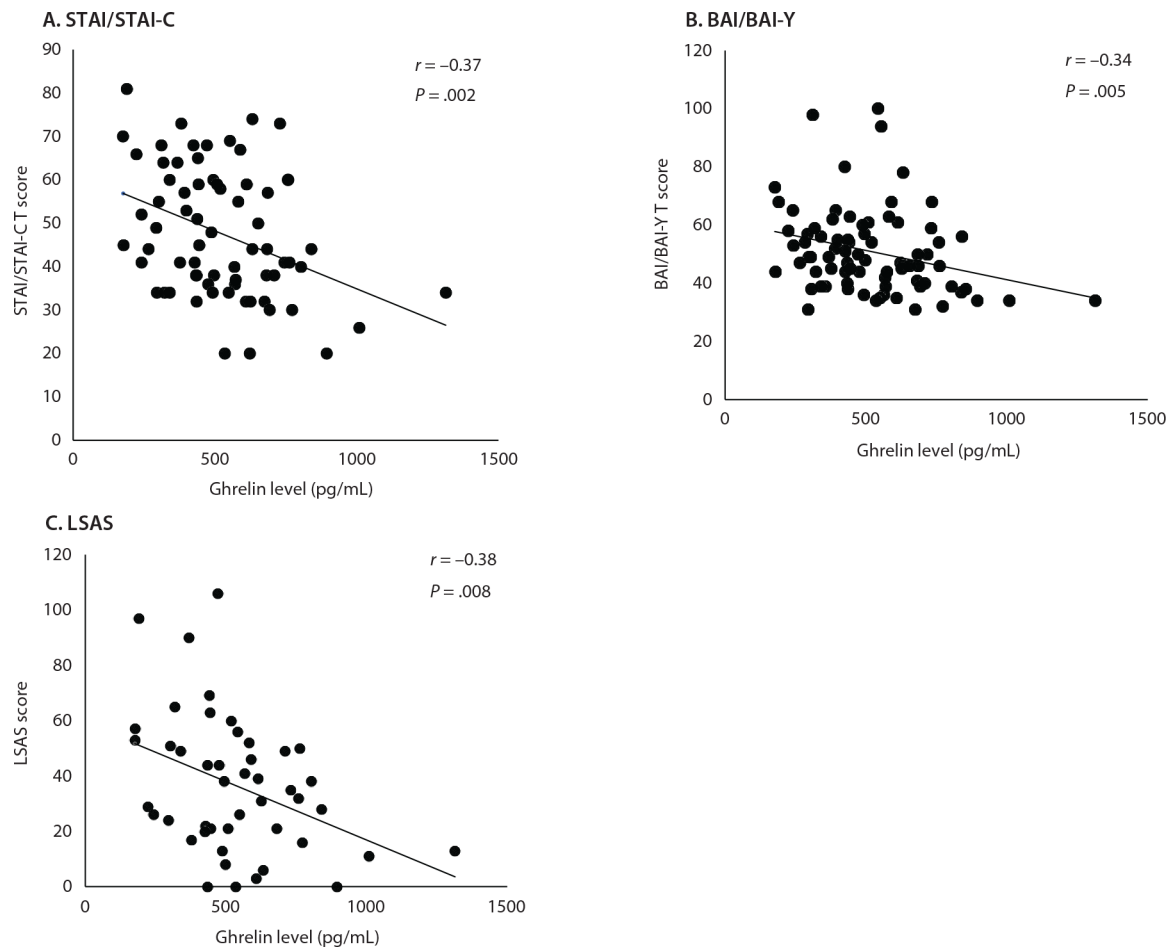 A. STAI/STAI-C
r = –0.37
P = .002
STAI/STAI-C T score
90
80
70
60
50
40
30
20
10
0
0 500 1000 1500
Ghrelin level (pg/mL)
B. BAI/BAI-Y
r = –0.34
P = .005
BAI/BAI-Y T score
120
100
80
60
40
20
0
0 500 1000 1500
Ghrelin level (pg/mL)
C. LSAS
r = –0.38
P = .008
LSAS score
120
100
80
60
40
20
0
0 500 1000 1500
Ghrelin level (pg/mL)